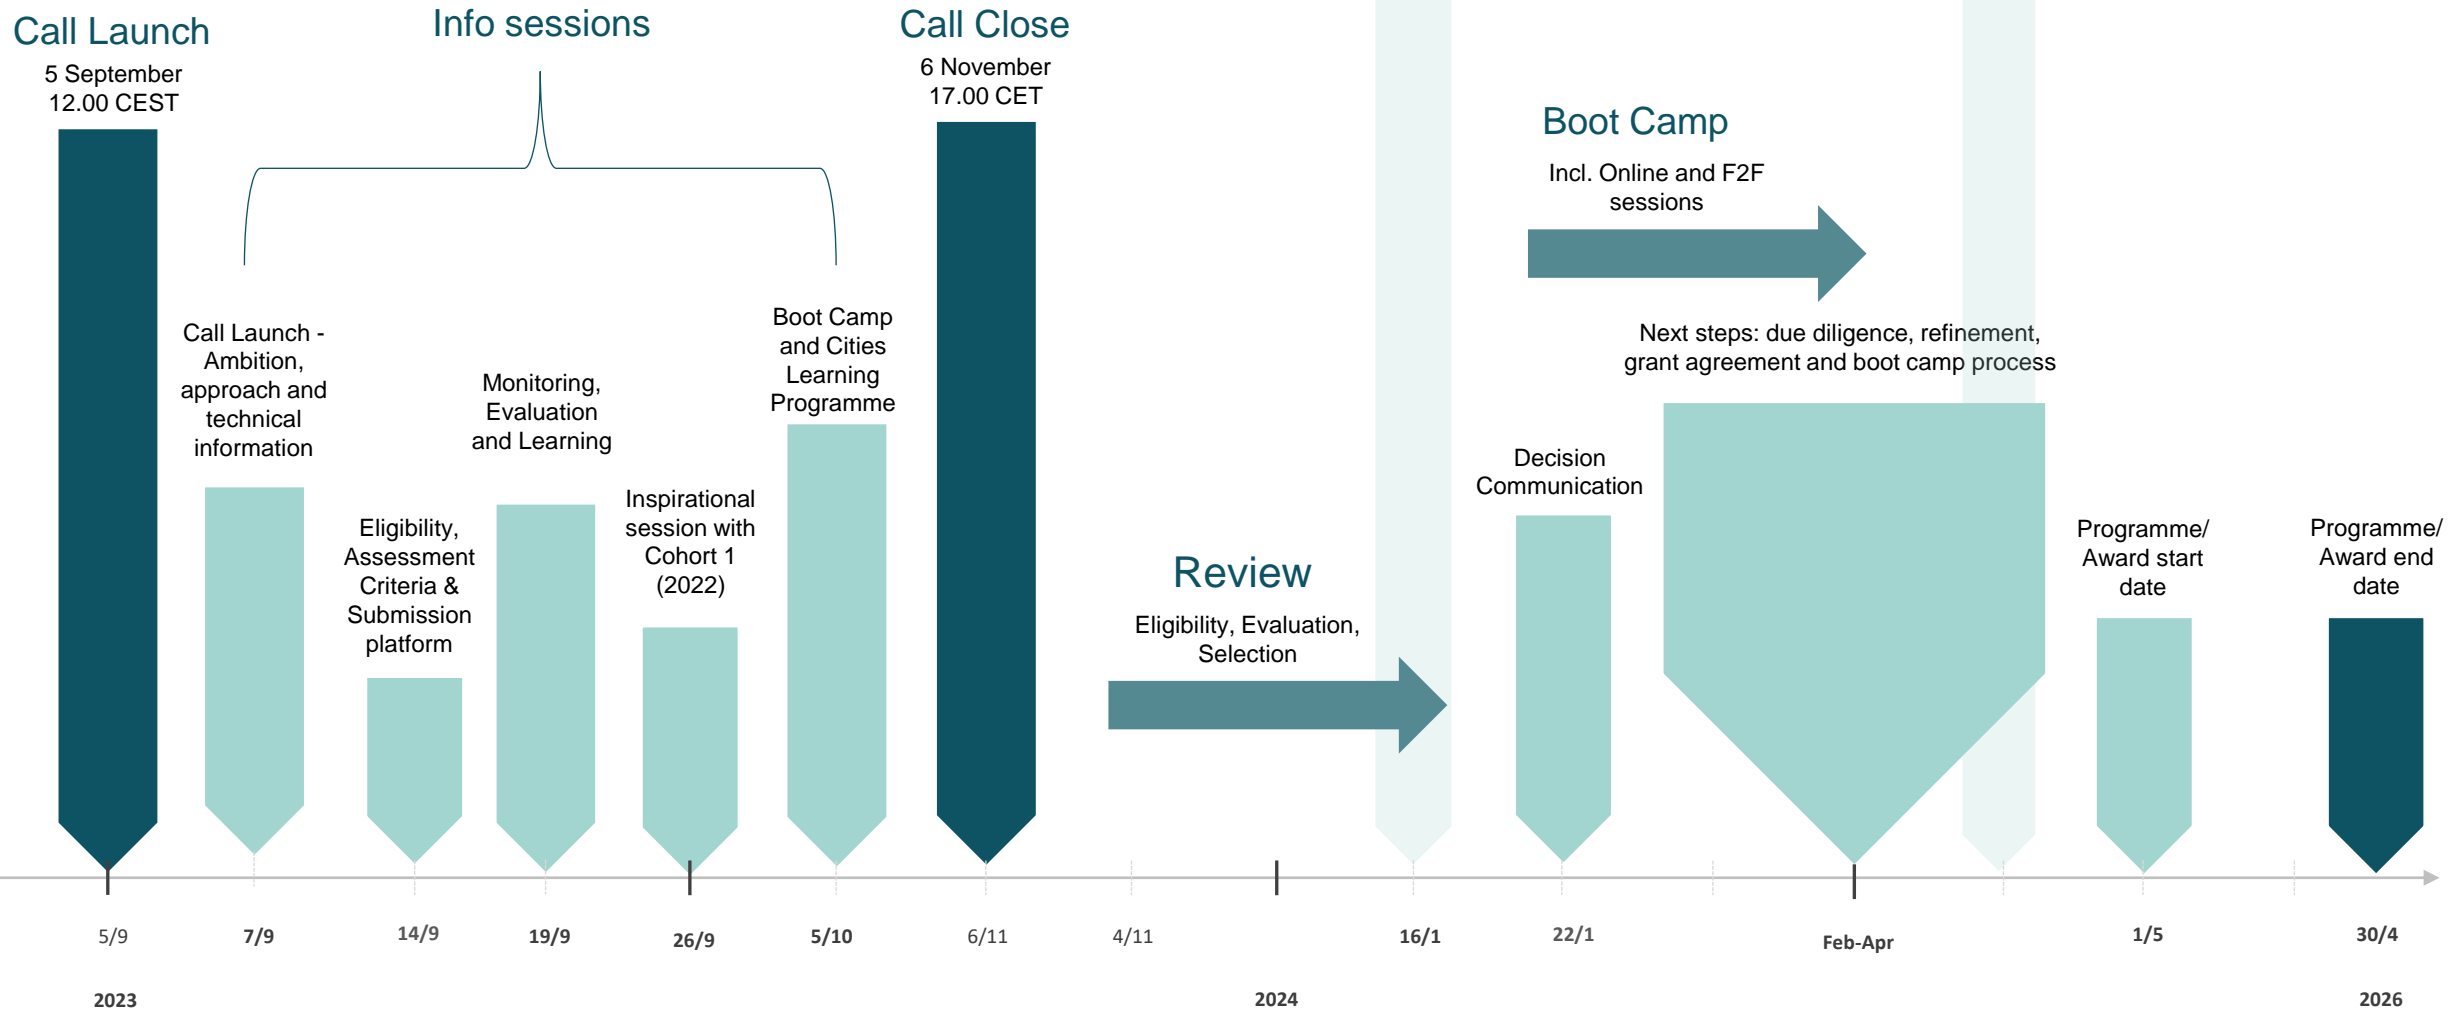 Call Launch
5 September
12.00 CEST
Info sessions
Call Close
6 November
17.00 CET
Boot Camp
Incl. Online and F2F
sessions
Call Launch -
Ambition,
approach and
technical
information
Eligibility,
Assessment
Criteria &
Submission
platform
Monitoring,
Evaluation
and Learning
Inspirational
session with
Cohort 1
(2022)
Boot Camp
and Cities
Learning
Programme
Review
Eligibility, Evaluation,
Selection
Decision
Communication
Next steps: due diligence, refinement,
grant agreement and boot camp process
Programme/
Award start
date
Programme/
Award end
date
5/9
7/9
14/9
19/9
26/9
5/10
6/11
4/11
16/1
22/1
Feb-Apr
1/5
30/4
2023
2024
2026